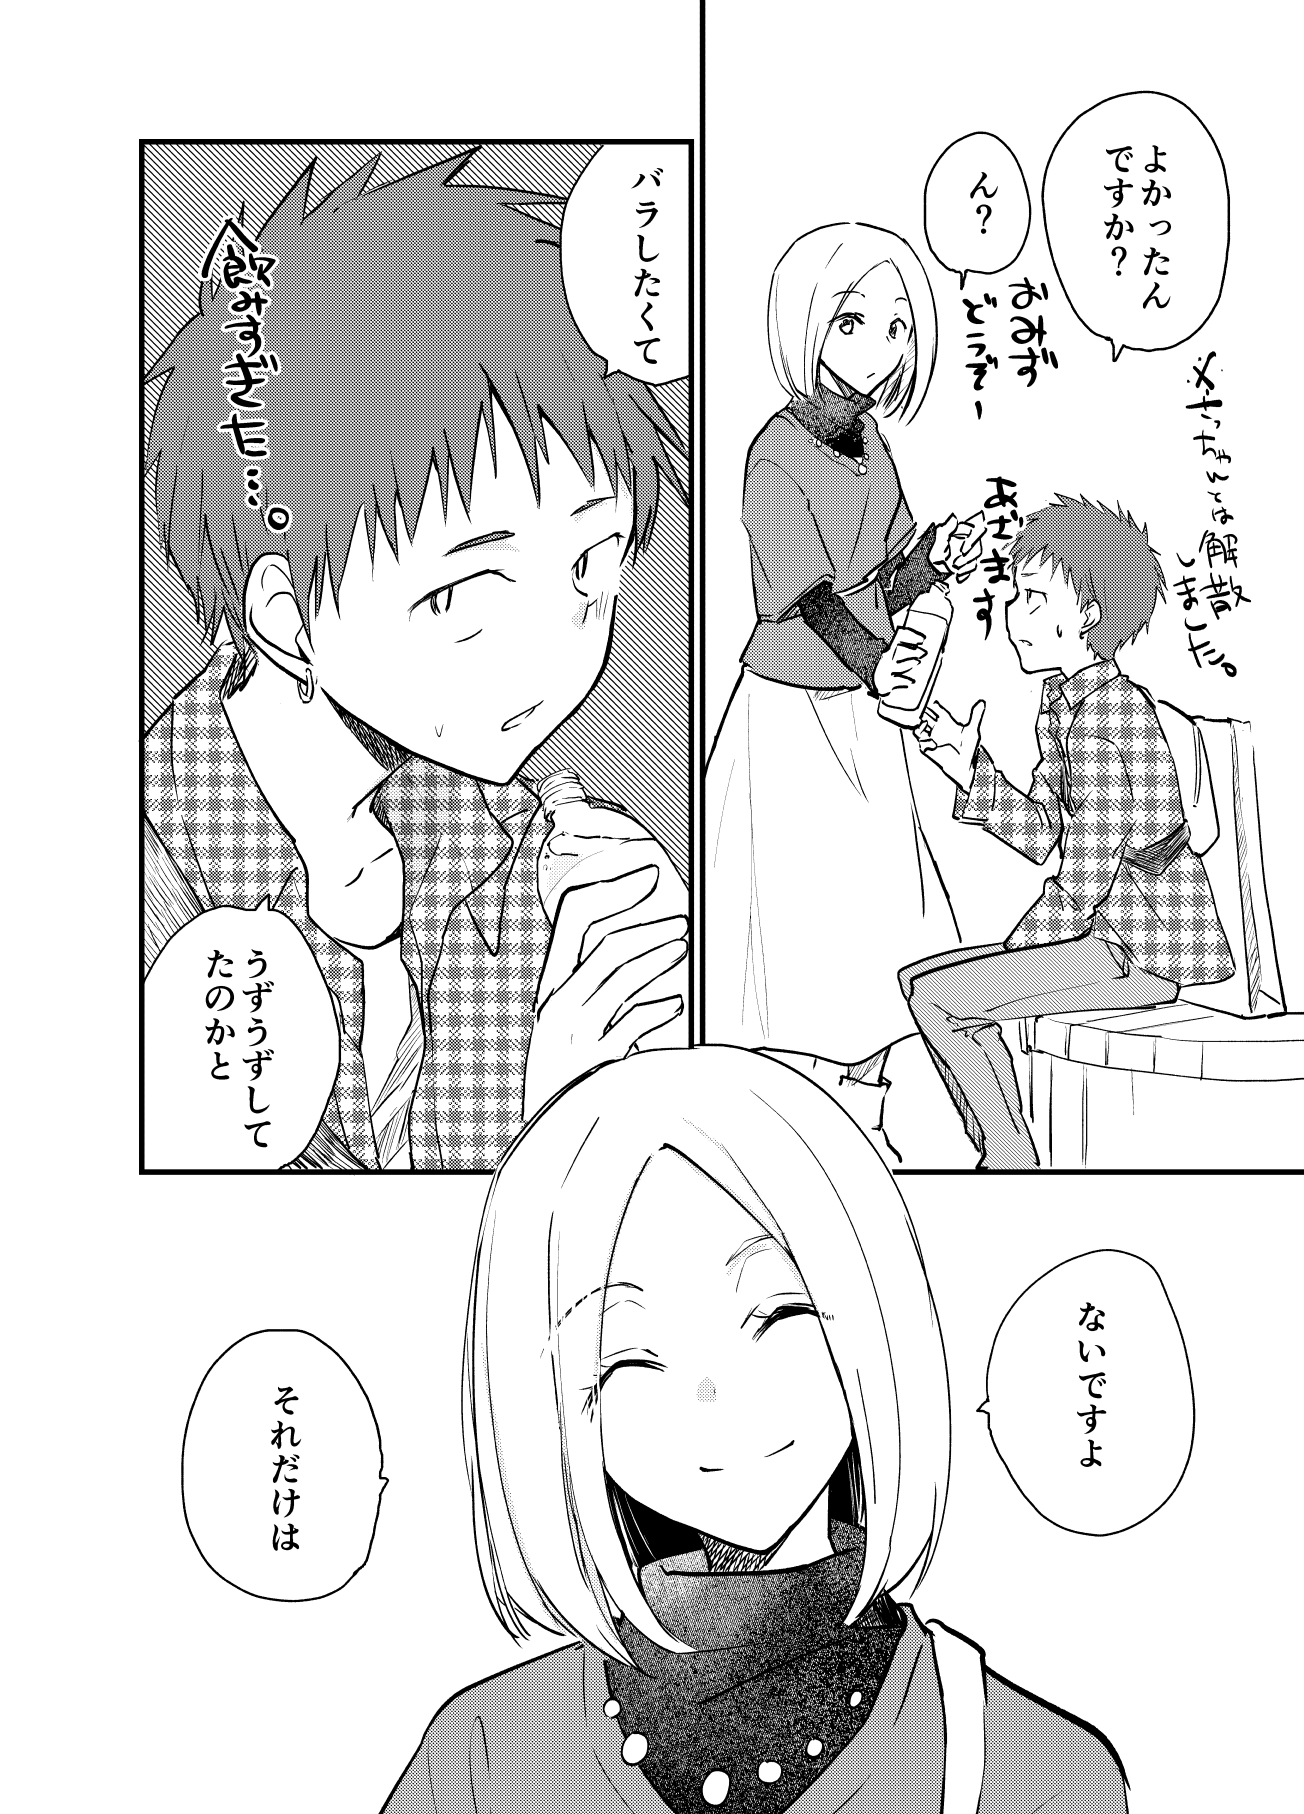 よかったん
ですか？
※さっちゃんとは解散
しました。
ん？
おみず
どうぞー
あざます
バラしたくて
飲みすぎた…。
うずうずして
たのかと
ないですよ
それだけは